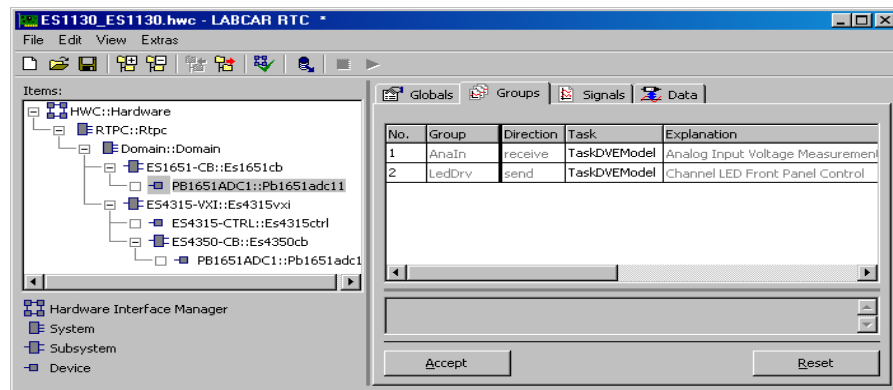 ES1130_ES1130.hwc - LABCAR RTC *
File Edit View Extras
Items:
HWC::Hardware
RTPC::Rtpc
Domain::Domain
ES1651-CB::Es1651cb
PB1651ADC1::Pb1651adc11
ES4315-VXI::Es4315vxi
ES4315-CTRL::Es4315ctrl
ES4350-CB::Es4350cb
PB1651ADC1::Pb1651adc1
Hardware Interface Manager
System
Subsystem
Device
Globals Groups Signals Data
No. Group Direction Task Explanation
1 AnaIn receive TaskDVEModel Analog Input Voltage Measurement
2 LedDrv send TaskDVEModel Channel LED Front Panel Control
Accept Reset